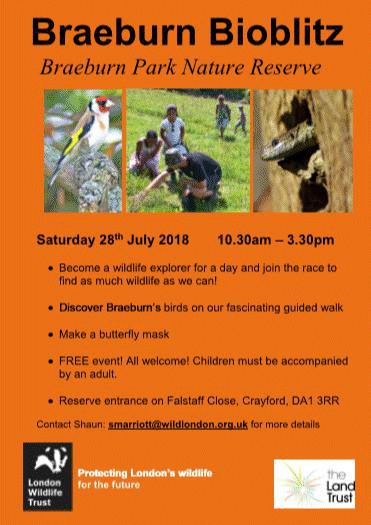 Braeburn Bioblitz
Braeburn Park Nature Reserve
Saturday 28th July 2018 10.30am – 3.30pm
• Become a wildlife explorer for a day and join the race to
find as much wildlife as we can!
• Discover Braeburn's birds on our fascinating guided walk
• Make a butterfly mask
• FREE event! All welcome! Children must be accompanied
by an adult.
• Reserve entrance on Falstaff Close, Crayford, DA1 3RR
Contact Shaun: smarriott@wildlondon.org.uk for more details
London
Wildlife
Trust
Protecting London's wildlife
for the future
the
Land
Trust